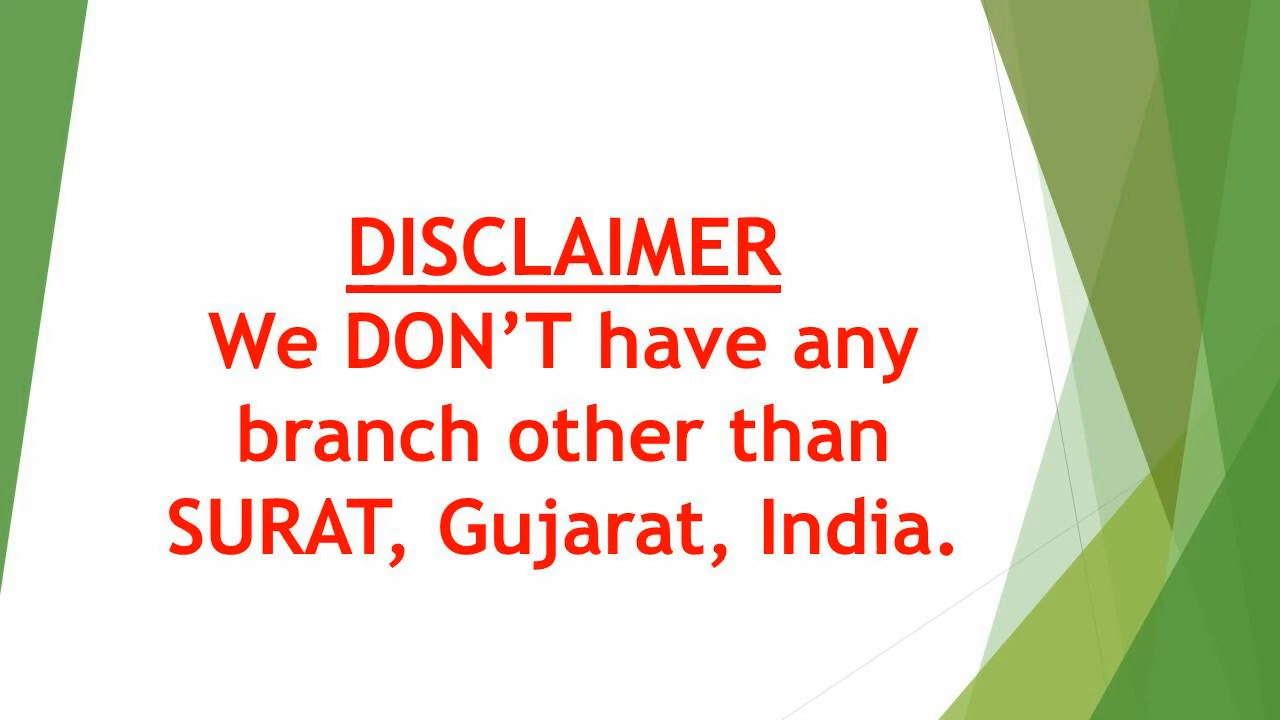 DISCLAIMER
We DON’T have any
branch other than
SURAT, Gujarat, India.